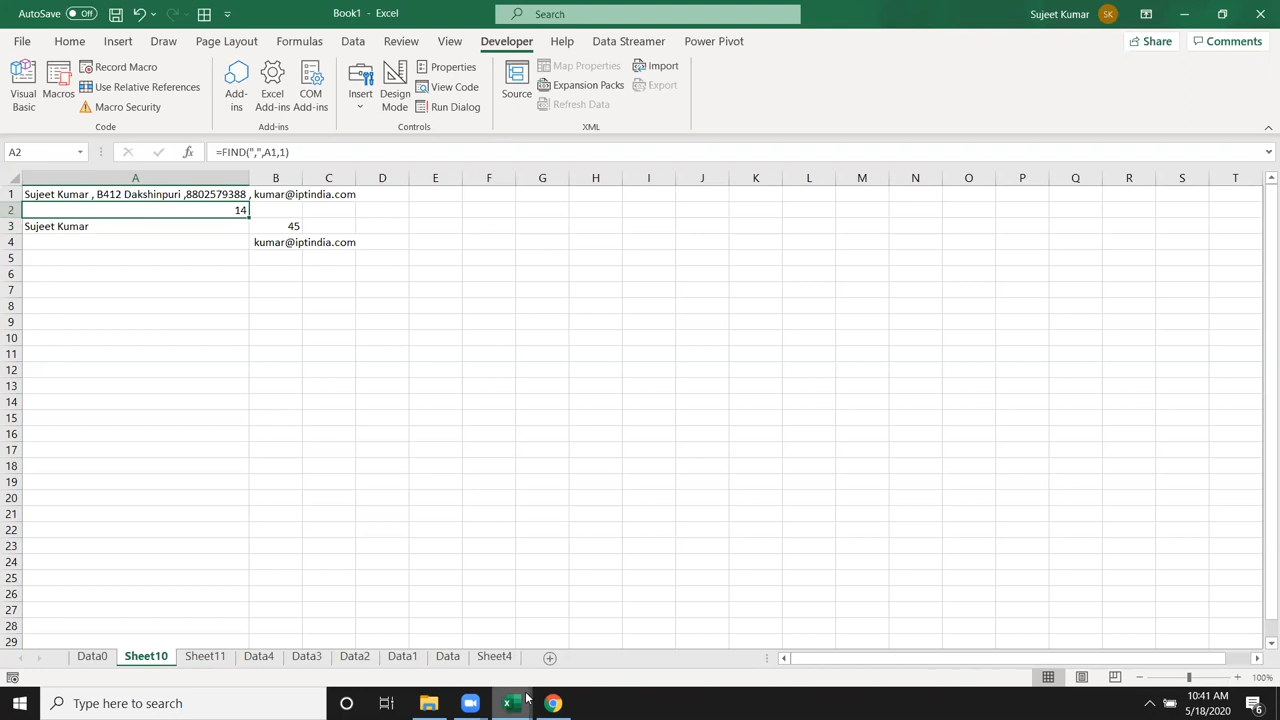 AutoSave Off Book1 - Excel Search Sujeet Kumar SK
File Home Insert Draw Page Layout Formulas Data Review View Developer Help Data Streamer Power Pivot Share Comments
Visual Basic
Macros
Record Macro
Use Relative References
Macro Security
Code
Add-ins
Excel Add-ins
COM Add-ins
Add-ins
Insert
Design Mode
Properties
View Code
Run Dialog
Controls
Source
Map Properties
Expansion Packs
Refresh Data
Import
Export
XML
A2 fx =FIND(",",A1,1)
A B C D E F G H I J K L M N O P Q R S T
1 Sujeet Kumar , B412 Dakshinpuri ,8802579388 , kumar@iptindia.com
2 14
3 Sujeet Kumar 45
4 kumar@iptindia.com
5
6
7
8
9
10
11
12
13
14
15
16
17
18
19
20
21
22
23
24
25
26
27
28
29
Data0 Sheet10 Sheet11 Data4 Data3 Data2 Data1 Data Sheet4
100%
Type here to search
10:41 AM
5/18/2020
6